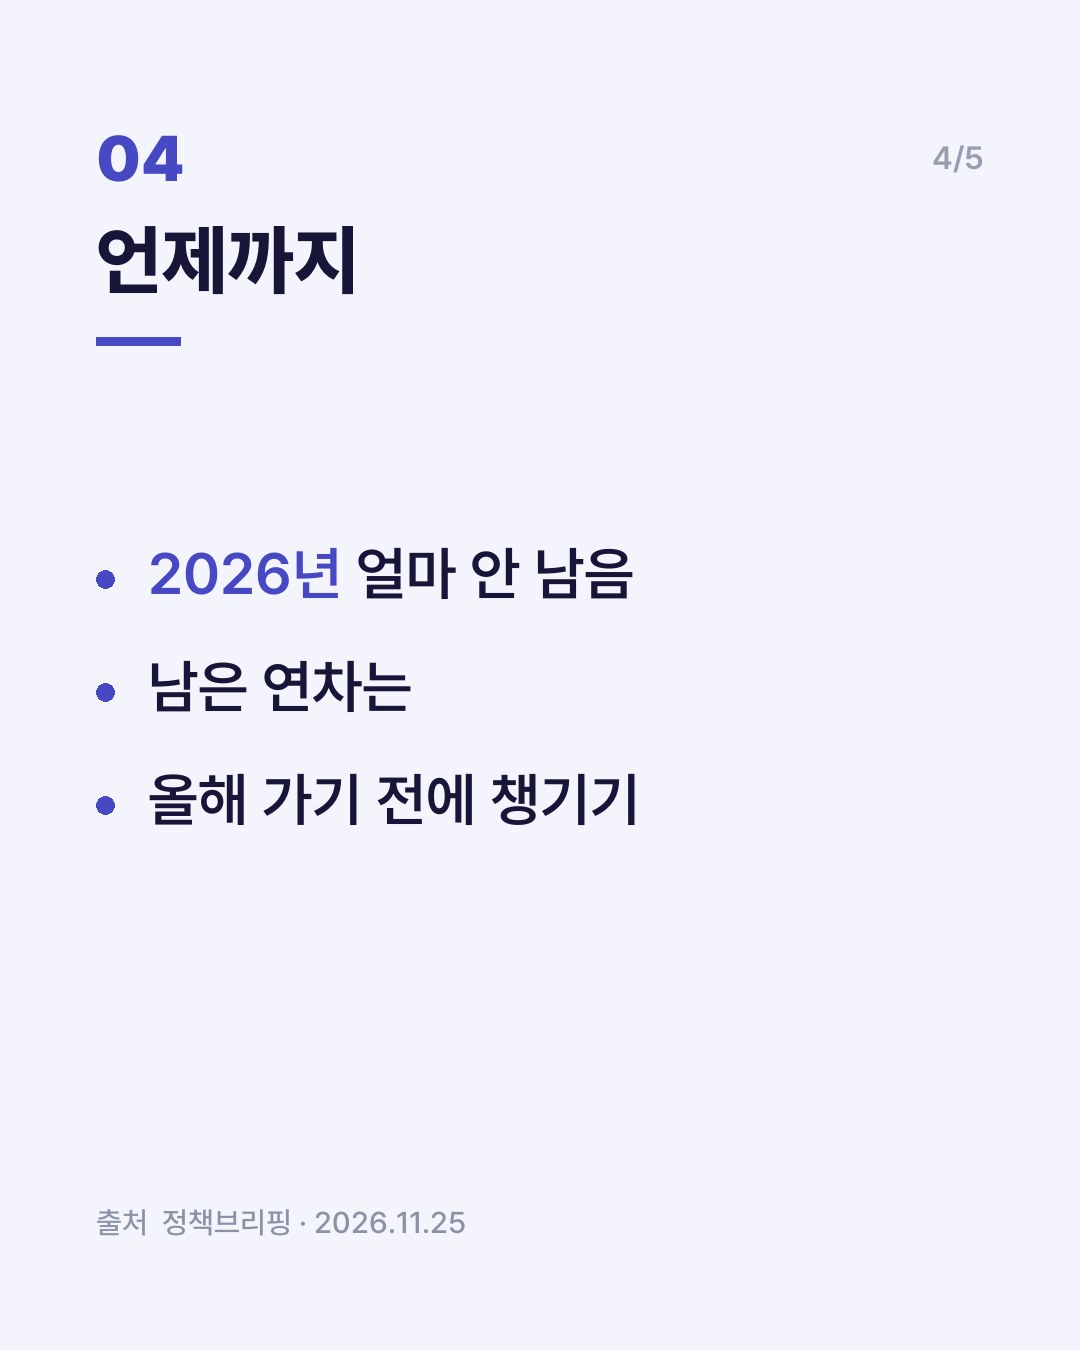 04
4/5
언제까지
2026년 얼마 안 남음
남은 연차는
올해 가기 전에 챙기기
출처 정책브리핑 · 2026.11.25